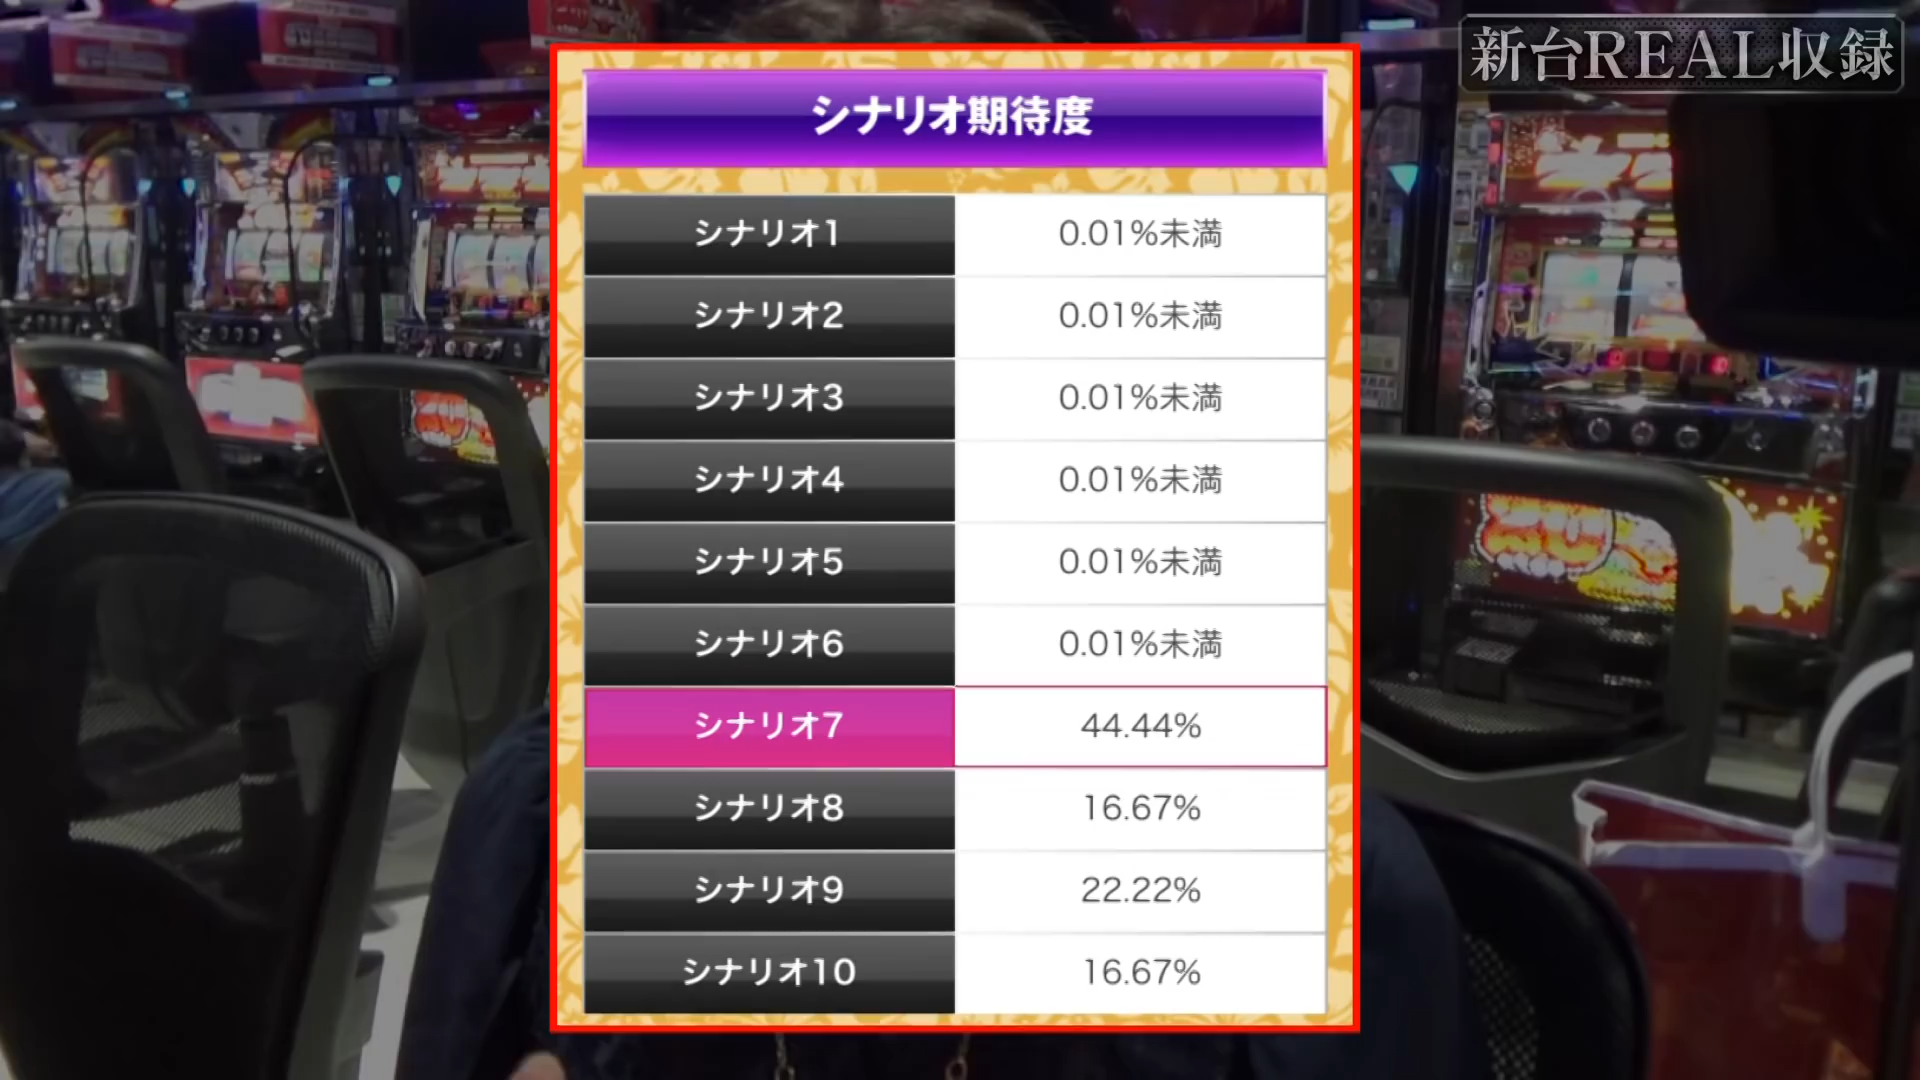 新台REAL収録
シナリオ期待度
シナリオ1 0.01%未満
シナリオ2 0.01%未満
シナリオ3 0.01%未満
シナリオ4 0.01%未満
シナリオ5 0.01%未満
シナリオ6 0.01%未満
シナリオ7 44.44%
シナリオ8 16.67%
シナリオ9 22.22%
シナリオ10 16.67%